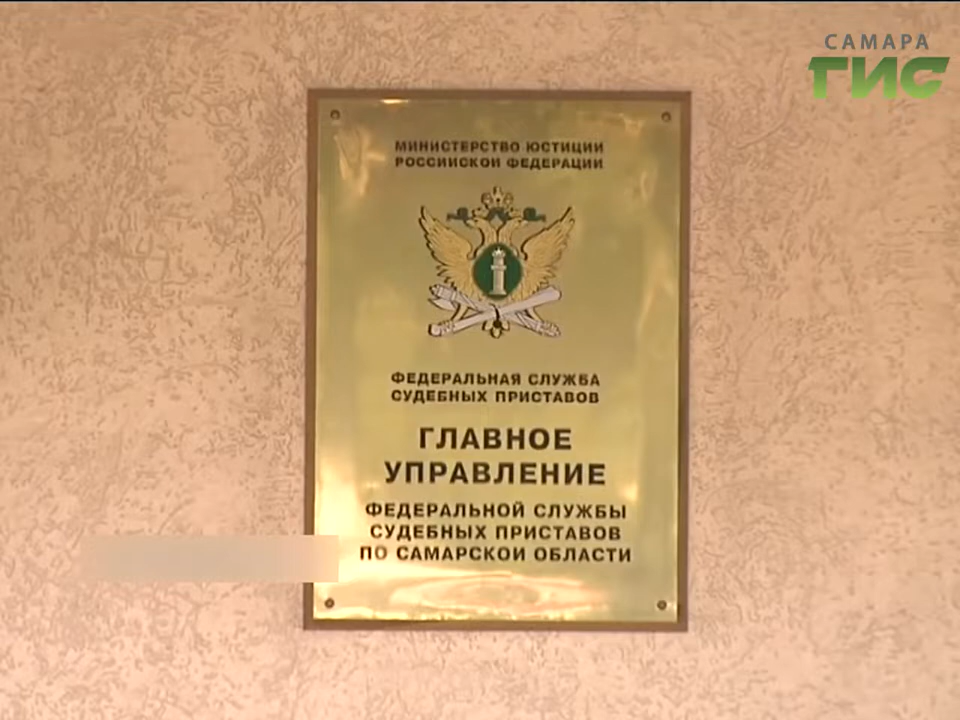 САМАРА
ГИС
МИНИСТЕРСТВО ЮСТИЦИИ
РОССИЙСКОЙ ФЕДЕРАЦИИ
ФЕДЕРАЛЬНАЯ СЛУЖБА
СУДЕБНЫХ ПРИСТАВОВ
ГЛАВНОЕ
УПРАВЛЕНИЕ
ФЕДЕРАЛЬНОЙ СЛУЖБЫ
СУДЕБНЫХ ПРИСТАВОВ
ПО САМАРСКОЙ ОБЛАСТИ